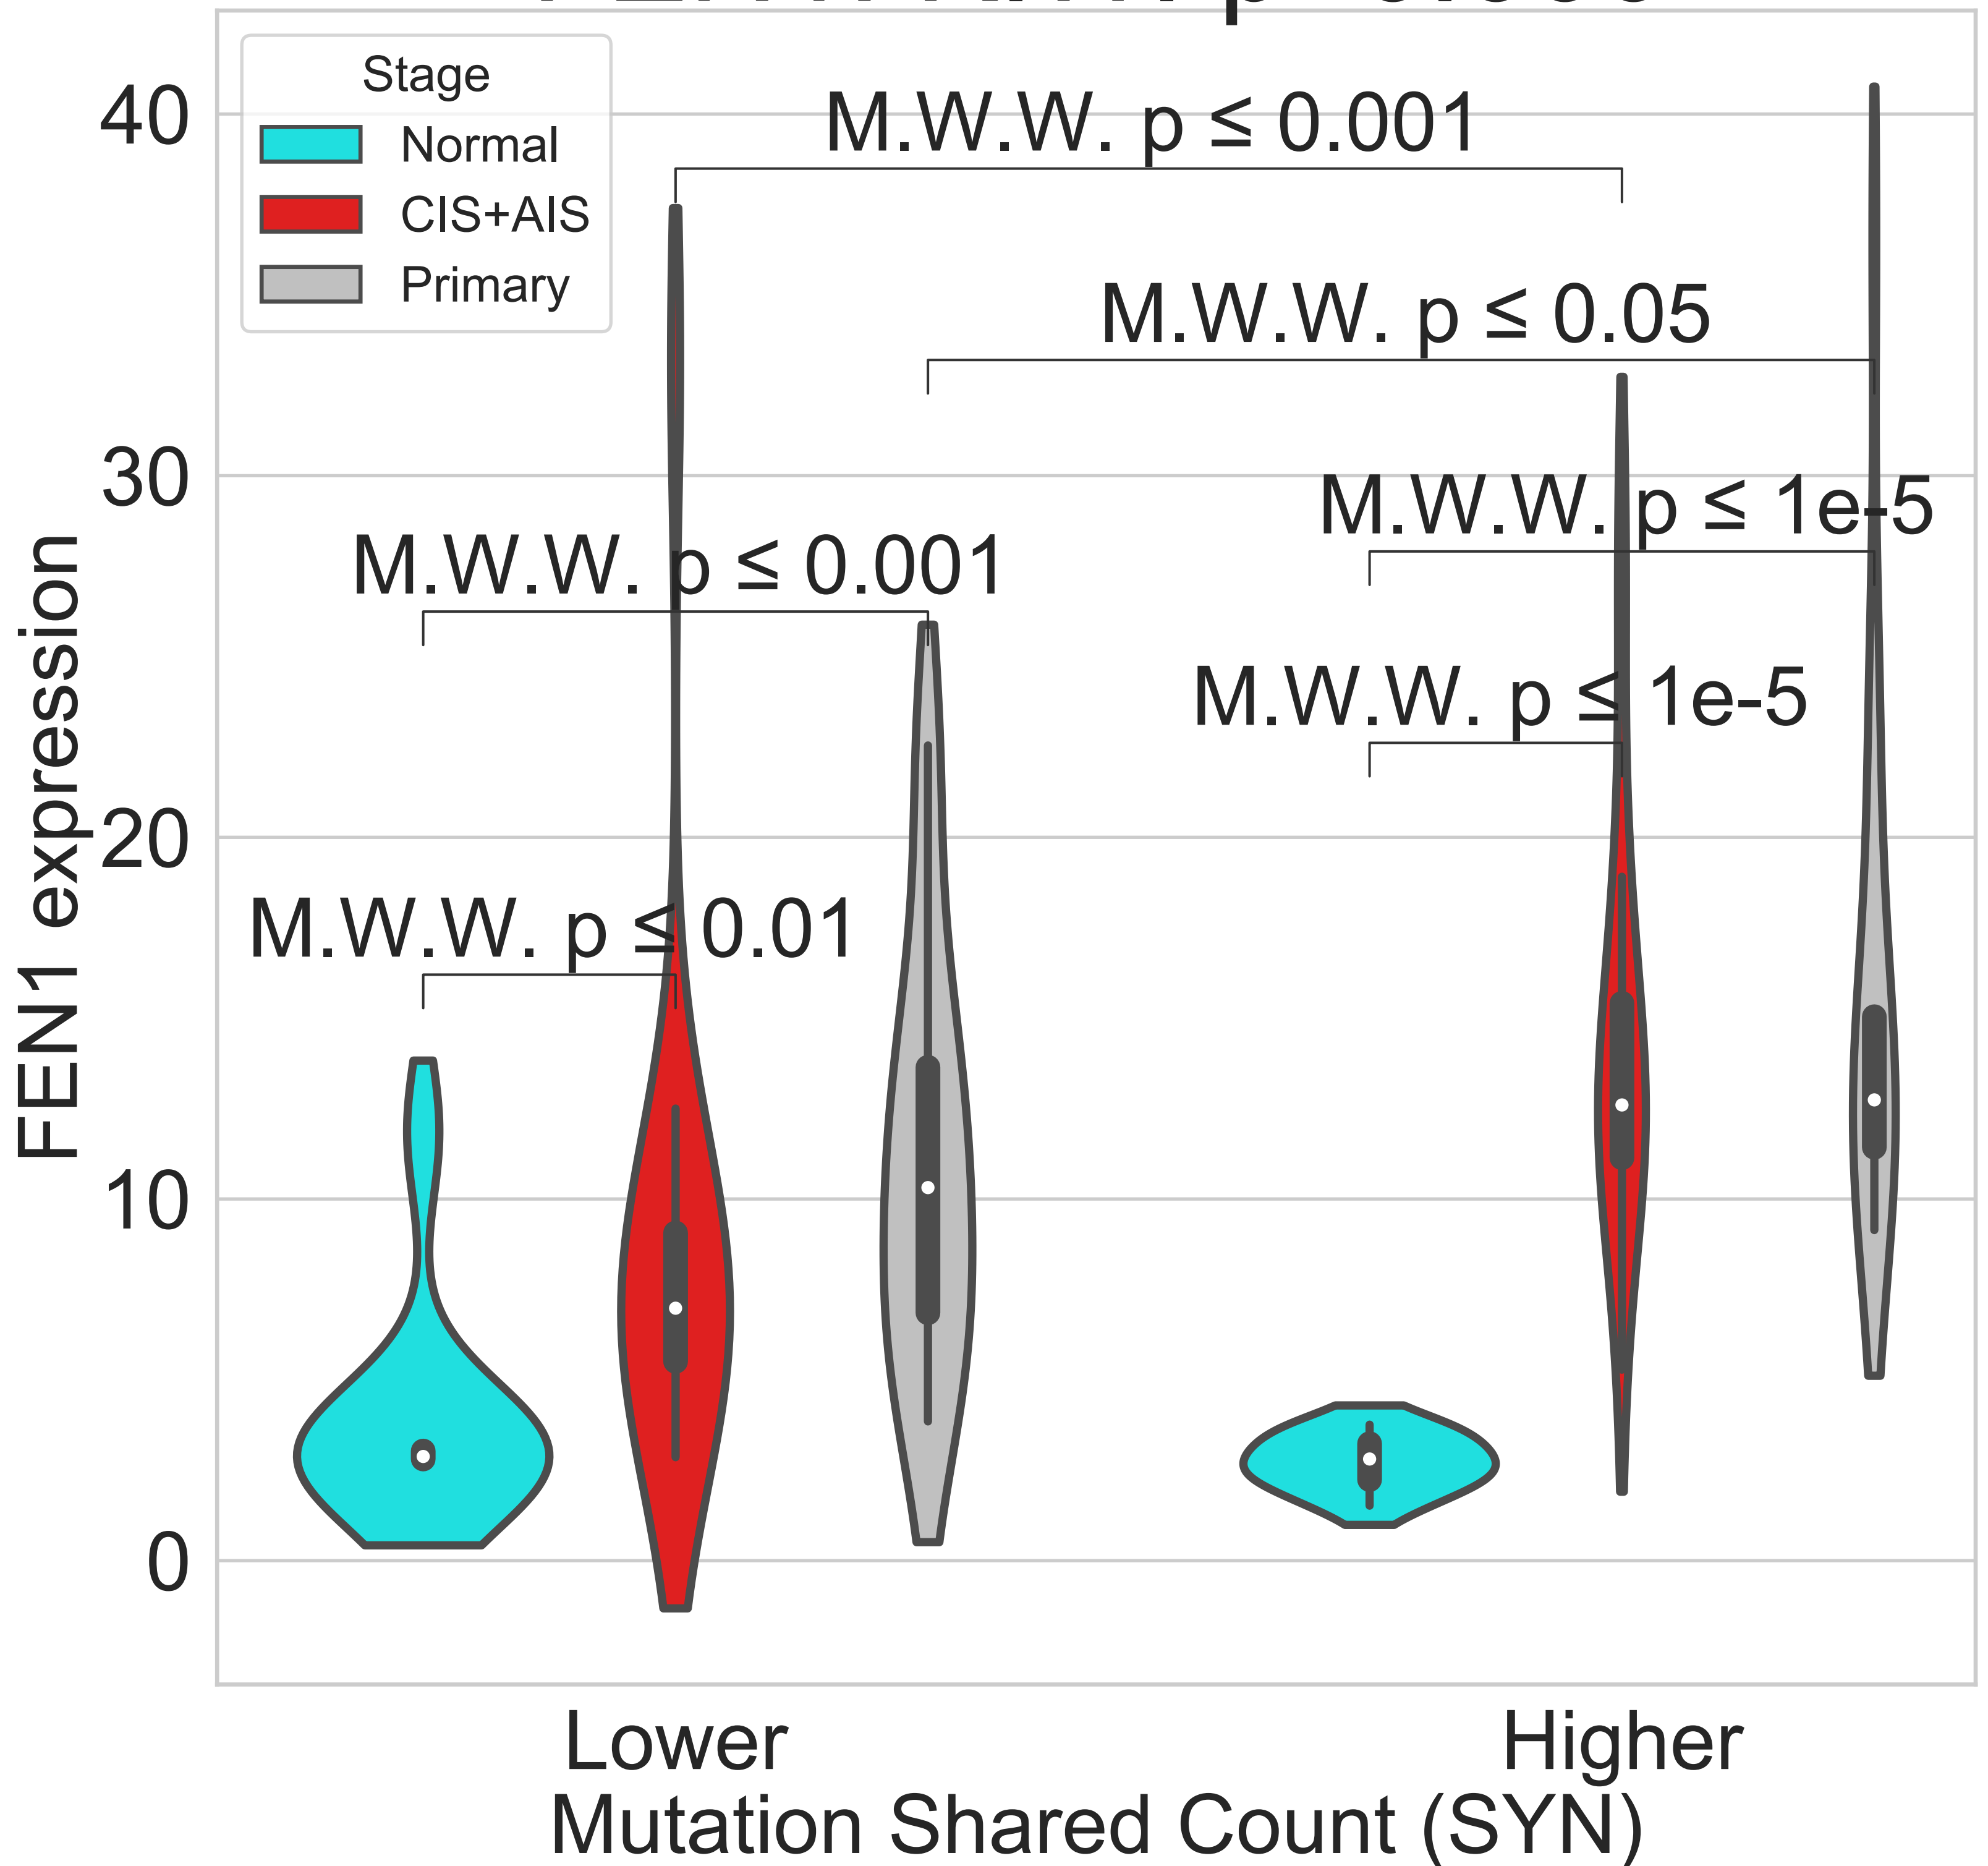 Stage
Normal
CIS+AIS
Primary
M.W.W. p ≤ 0.001
M.W.W. p ≤ 0.05
M.W.W. p ≤ 1e-5
M.W.W. p ≤ 0.001
M.W.W. p ≤ 1e-5
M.W.W. p ≤ 0.01
40
30
20
10
0
FEN1 expression
Lower
Higher
Mutation Shared Count (SYN)